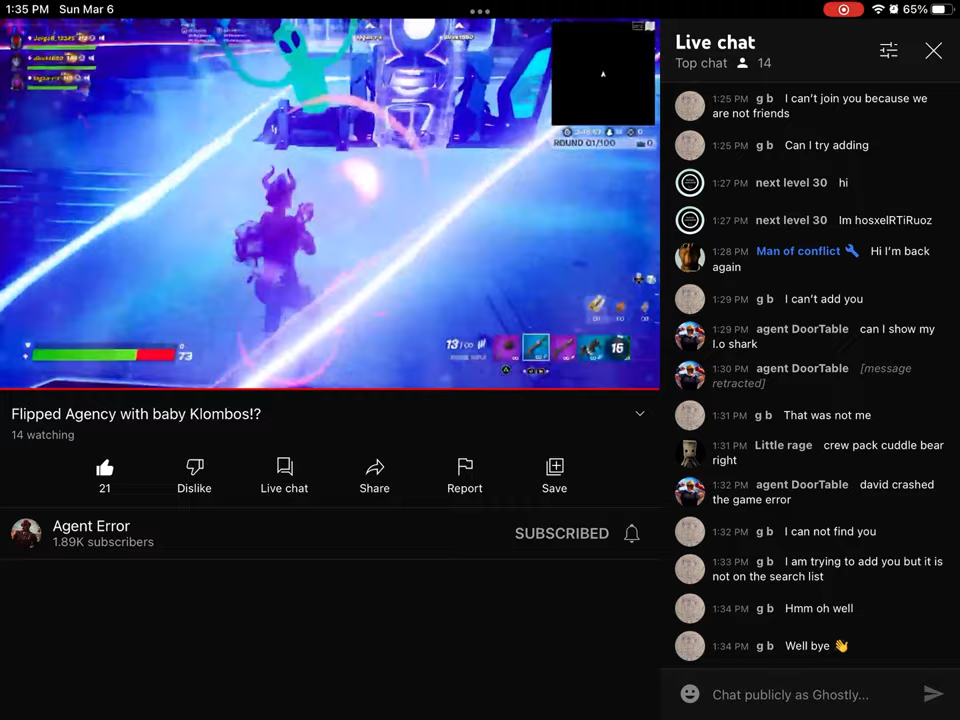 1:35 PM Sun Mar 6
65%
ROUND 01/100
73
13/∞
16
Flipped Agency with baby Klombos!?
14 watching
21
Dislike
Live chat
Share
Report
Save
Agent Error
1.89K subscribers
SUBSCRIBED
Live chat
Top chat 14
1:25 PM g b I can't join you because we
are not friends
1:25 PM g b Can I try adding
1:27 PM next level 30 hi
1:27 PM next level 30 Im hosxelRTiRuoz
1:28 PM Man of conflict Hi I'm back
again
1:29 PM g b I can't add you
1:29 PM agent DoorTable can I show my
l.o shark
1:30 PM agent DoorTable [message
retracted]
1:31 PM g b That was not me
1:31 PM Little rage crew pack cuddle bear
right
1:32 PM agent DoorTable david crashed
the game error
1:32 PM g b I can not find you
1:33 PM g b I am trying to add you but it is
not on the search list
1:34 PM g b Hmm oh well
1:34 PM g b Well bye 👋
Chat publicly as Ghostly...